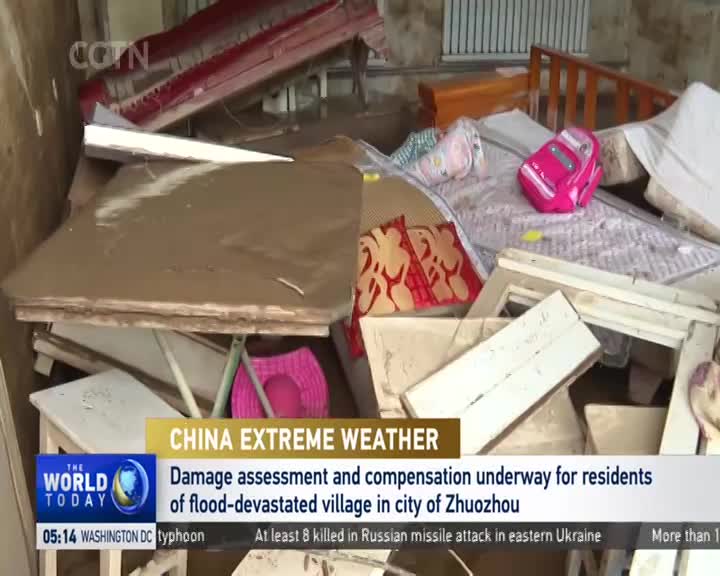 CGTN
CHINA EXTREME WEATHER
Damage assessment and compensation underway for residents
of flood-devastated village in city of Zhuozhou
THE
WORLD
TODAY
05:14 WASHINGTON DC
typhoon At least 8 killed in Russian missile attack in eastern Ukraine More than 1